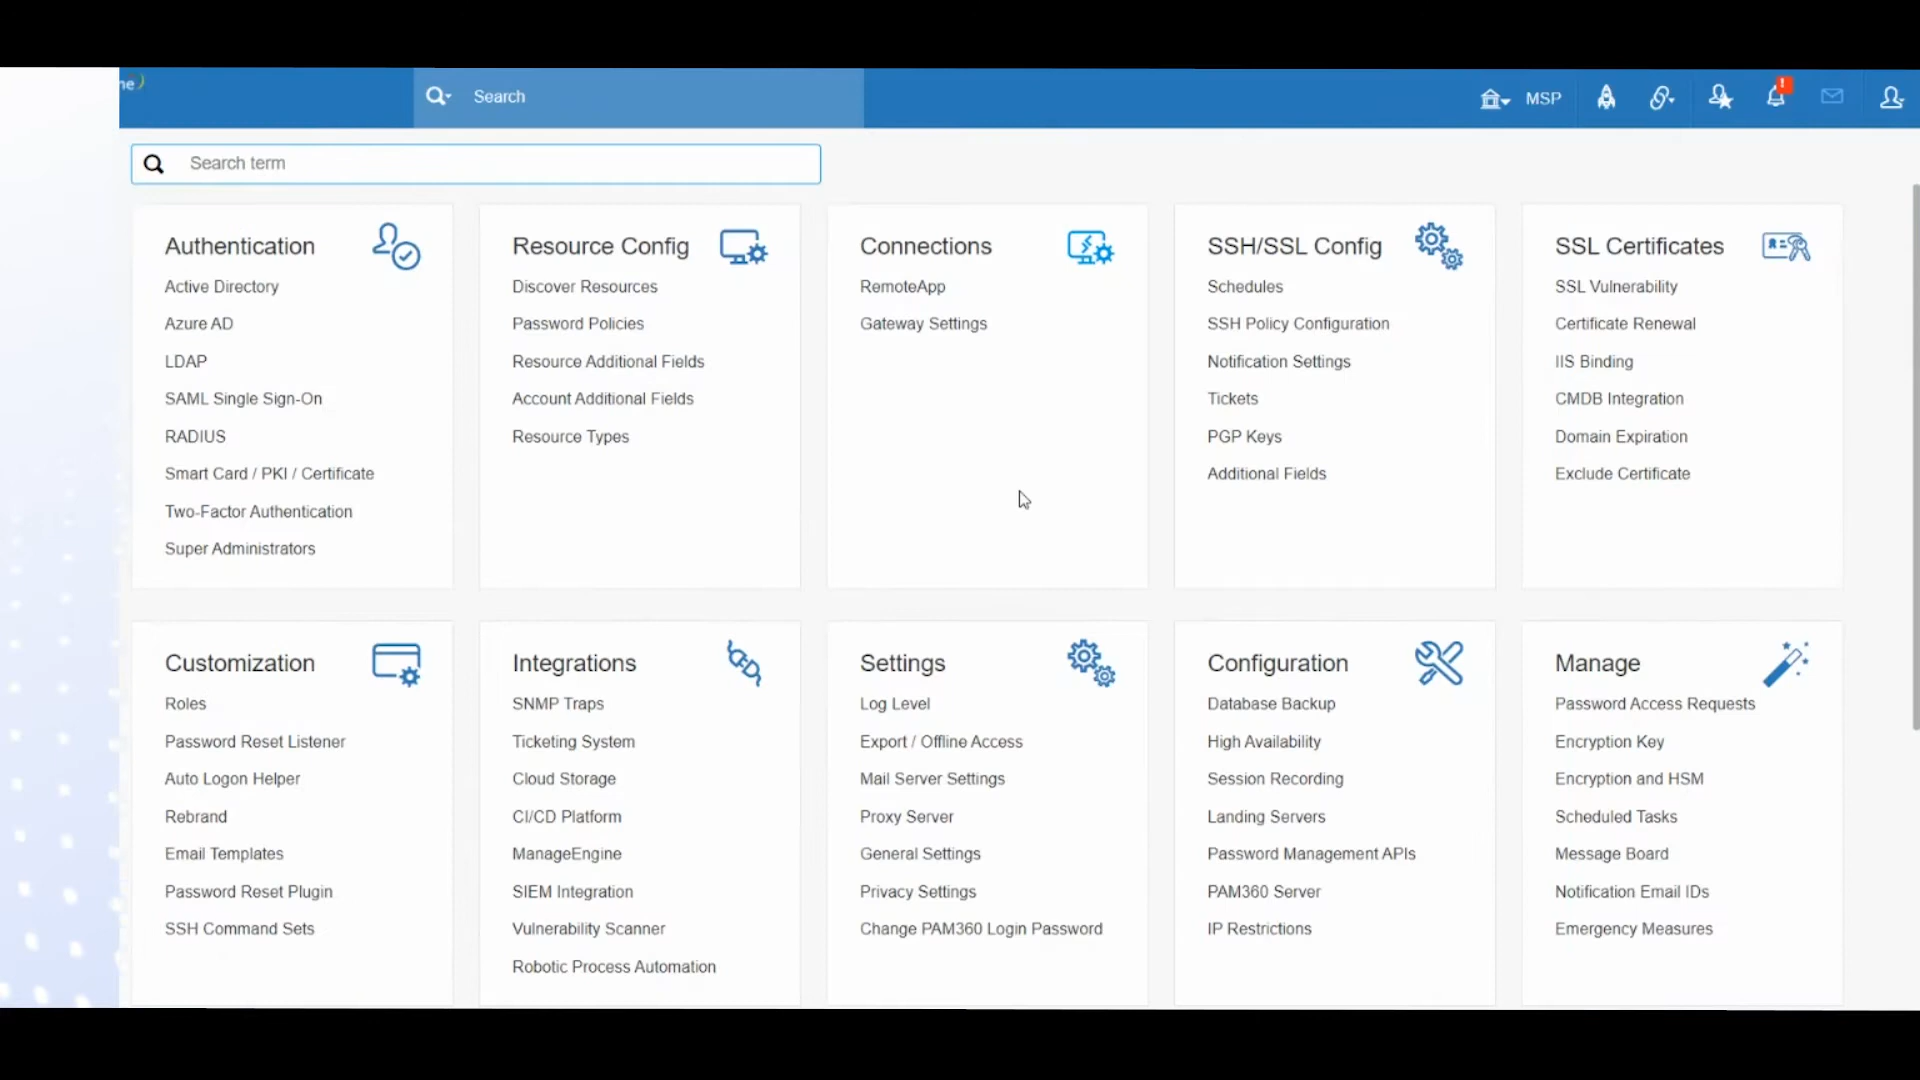 ne
Search
MSP
!
Search term
Authentication
Active Directory
Azure AD
LDAP
SAML Single Sign-On
RADIUS
Smart Card / PKI / Certificate
Two-Factor Authentication
Super Administrators
Resource Config
Discover Resources
Password Policies
Resource Additional Fields
Account Additional Fields
Resource Types
Connections
RemoteApp
Gateway Settings
SSH/SSL Config
Schedules
SSH Policy Configuration
Notification Settings
Tickets
PGP Keys
Additional Fields
SSL Certificates
SSL Vulnerability
Certificate Renewal
IIS Binding
CMDB Integration
Domain Expiration
Exclude Certificate
Customization
Roles
Password Reset Listener
Auto Logon Helper
Rebrand
Email Templates
Password Reset Plugin
SSH Command Sets
Integrations
SNMP Traps
Ticketing System
Cloud Storage
CI/CD Platform
ManageEngine
SIEM Integration
Vulnerability Scanner
Robotic Process Automation
Settings
Log Level
Export / Offline Access
Mail Server Settings
Proxy Server
General Settings
Privacy Settings
Change PAM360 Login Password
Configuration
Database Backup
High Availability
Session Recording
Landing Servers
Password Management APIs
PAM360 Server
IP Restrictions
Manage
Password Access Requests
Encryption Key
Encryption and HSM
Scheduled Tasks
Message Board
Notification Email IDs
Emergency Measures